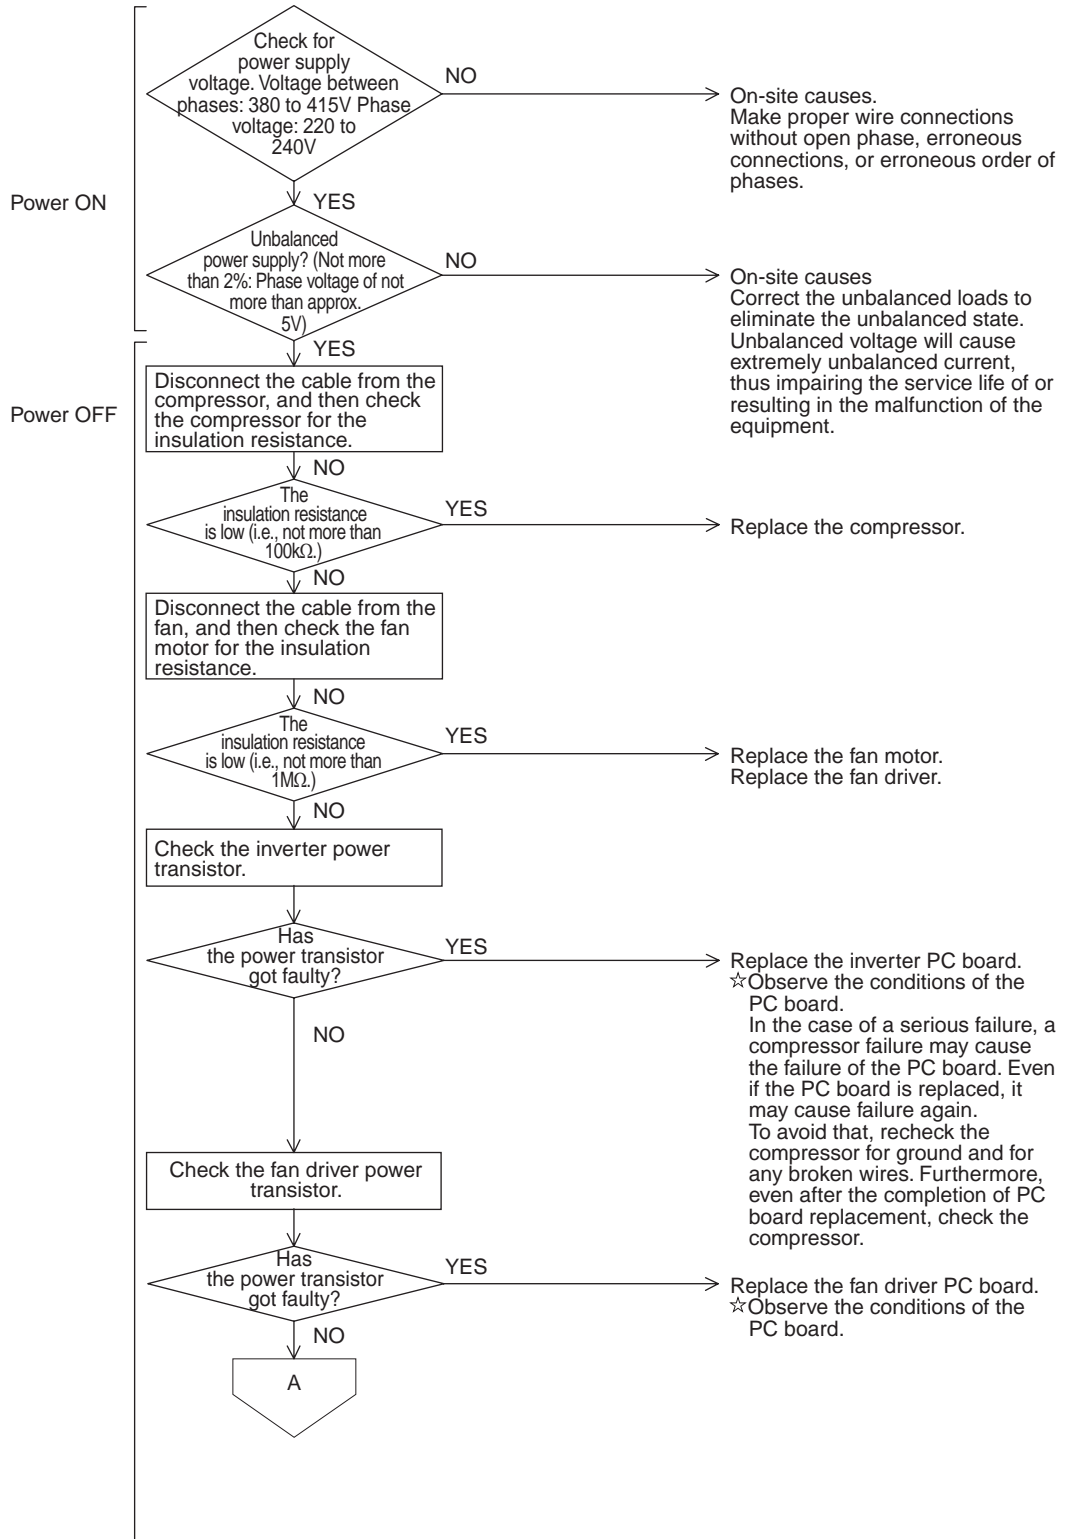 Power ON
Check for
power supply
voltage. Voltage between
phases: 380 to 415V Phase
voltage: 220 to
240V
NO
On-site causes.
Make proper wire connections
without open phase, erroneous
connections, or erroneous order of
phases.
YES
Unbalanced
power supply? (Not more
than 2%: Phase voltage of not
more than approx.
5V)
NO
On-site causes
Correct the unbalanced loads to
eliminate the unbalanced state.
Unbalanced voltage will cause
extremely unbalanced current,
thus impairing the service life of or
resulting in the malfunction of the
equipment.
YES
Power OFF
Disconnect the cable from the
compressor, and then check
the compressor for the
insulation resistance.
NO
The
insulation resistance
is low (i.e., not more than
100kΩ.)
YES
Replace the compressor.
NO
Disconnect the cable from the
fan, and then check the fan
motor for the insulation
resistance.
NO
The
insulation resistance
is low (i.e., not more than
1MΩ.)
YES
Replace the fan motor.
Replace the fan driver.
NO
Check the inverter power
transistor.
Has
the power transistor
got faulty?
YES
Replace the inverter PC board.
☆Observe the conditions of the
PC board.
In the case of a serious failure, a
compressor failure may cause
the failure of the PC board. Even
if the PC board is replaced, it
may cause failure again.
To avoid that, recheck the
compressor for ground and for
any broken wires. Furthermore,
even after the completion of PC
board replacement, check the
compressor.
NO
Check the fan driver power
transistor.
Has
the power transistor
got faulty?
YES
Replace the fan driver PC board.
☆Observe the conditions of the
PC board.
NO
A